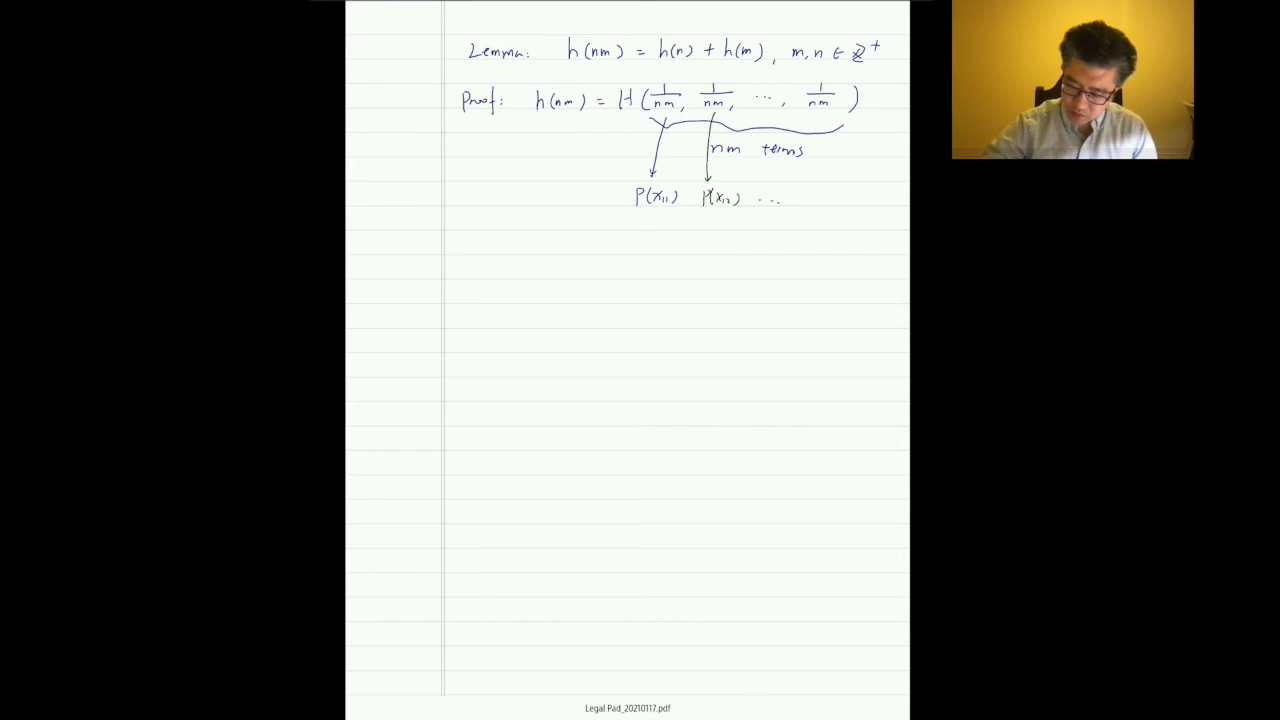 Lemma: h(nm) = h(n) + h(m), m, n ∈ ℤ⁺
Proof: h(nm) = H(1/nm, 1/nm, ..., 1/nm)
nm terms
P(x₁₁) P(x₁₂) ...
Legal Pad_20210117.pdf